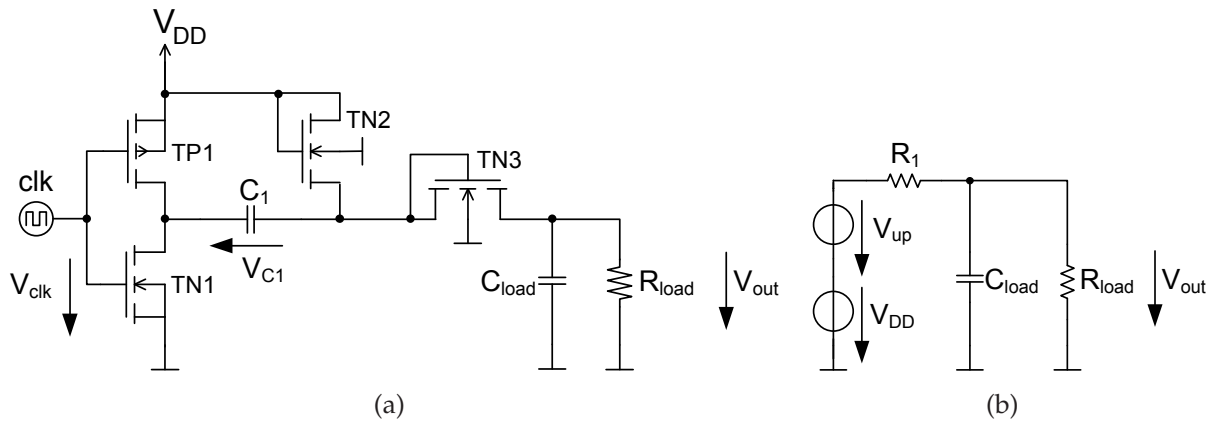 V_DD
TN2
TP1
TN3
clk
C_1
R_1
V_C1
V_up
TN1
V_clk
C_load
R_load
V_out
V_DD
C_load
R_load
V_out
(a)
(b)